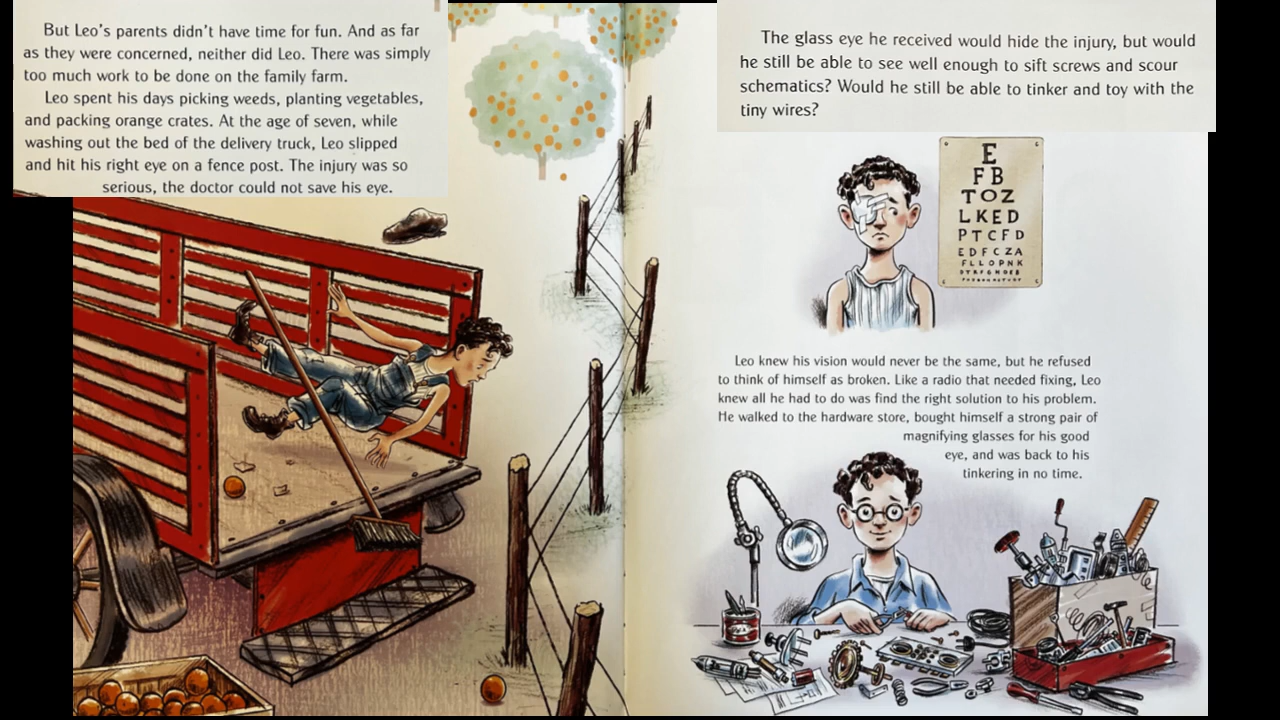 But Leo's parents didn't have time for fun. And as far
as they were concerned, neither did Leo. There was simply
too much work to be done on the family farm.
Leo spent his days picking weeds, planting vegetables,
and packing orange crates. At the age of seven, while
washing out the bed of the delivery truck, Leo slipped
and hit his right eye on a fence post. The injury was so
serious, the doctor could not save his eye.
The glass eye he received would hide the injury, but would
he still be able to see well enough to sift screws and scour
schematics? Would he still be able to tinker and toy with the
tiny wires?
E
FB
TOZ
LKED
PTCFD
EDFCZA
FLLOPNK
Leo knew his vision would never be the same, but he refused
to think of himself as broken. Like a radio that needed fixing, Leo
knew all he had to do was find the right solution to his problem.
He walked to the hardware store, bought himself a strong pair of
magnifying glasses for his good
eye, and was back to his
tinkering in no time.